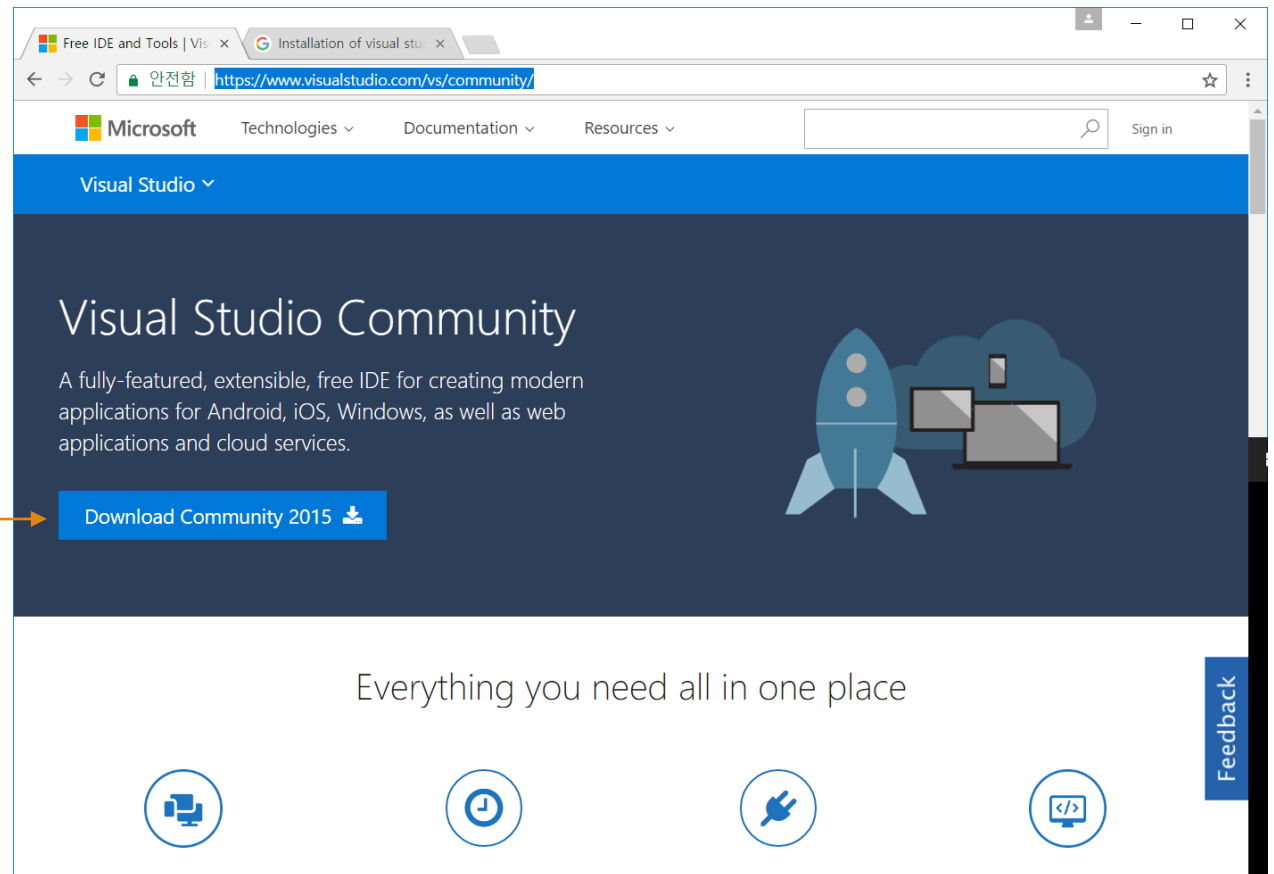 Free IDE and Tools | Vis
Installation of visual stu
안전함 | https://www.visualstudio.com/vs/community/
Microsoft Technologies Documentation Resources Sign in
Visual Studio
Visual Studio Community
A fully-featured, extensible, free IDE for creating modern
applications for Android, iOS, Windows, as well as web
applications and cloud services.
Download Community 2015
Everything you need all in one place
Feedback